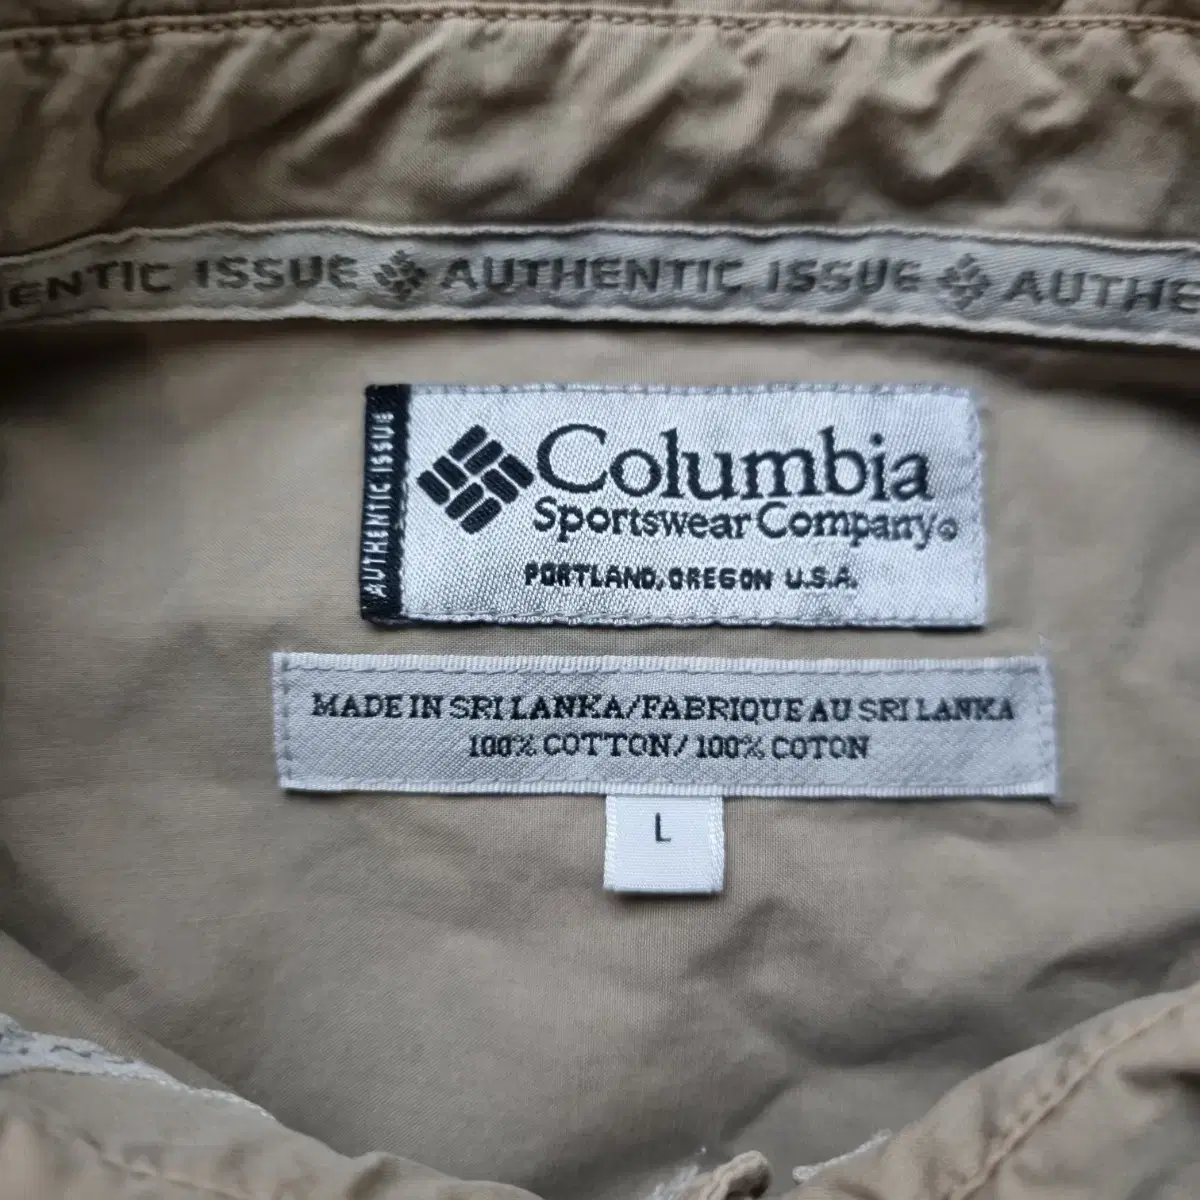 ENTIC ISSUE AUTHENTIC ISSUE AUTHE
AUTHENTIC ISSUE
Columbia
Sportswear Company®
PORTLAND, OREGON U.S.A.
MADE IN SRI LANKA/FABRIQUE AU SRI LANKA
100% COTTON/100% COTON
L